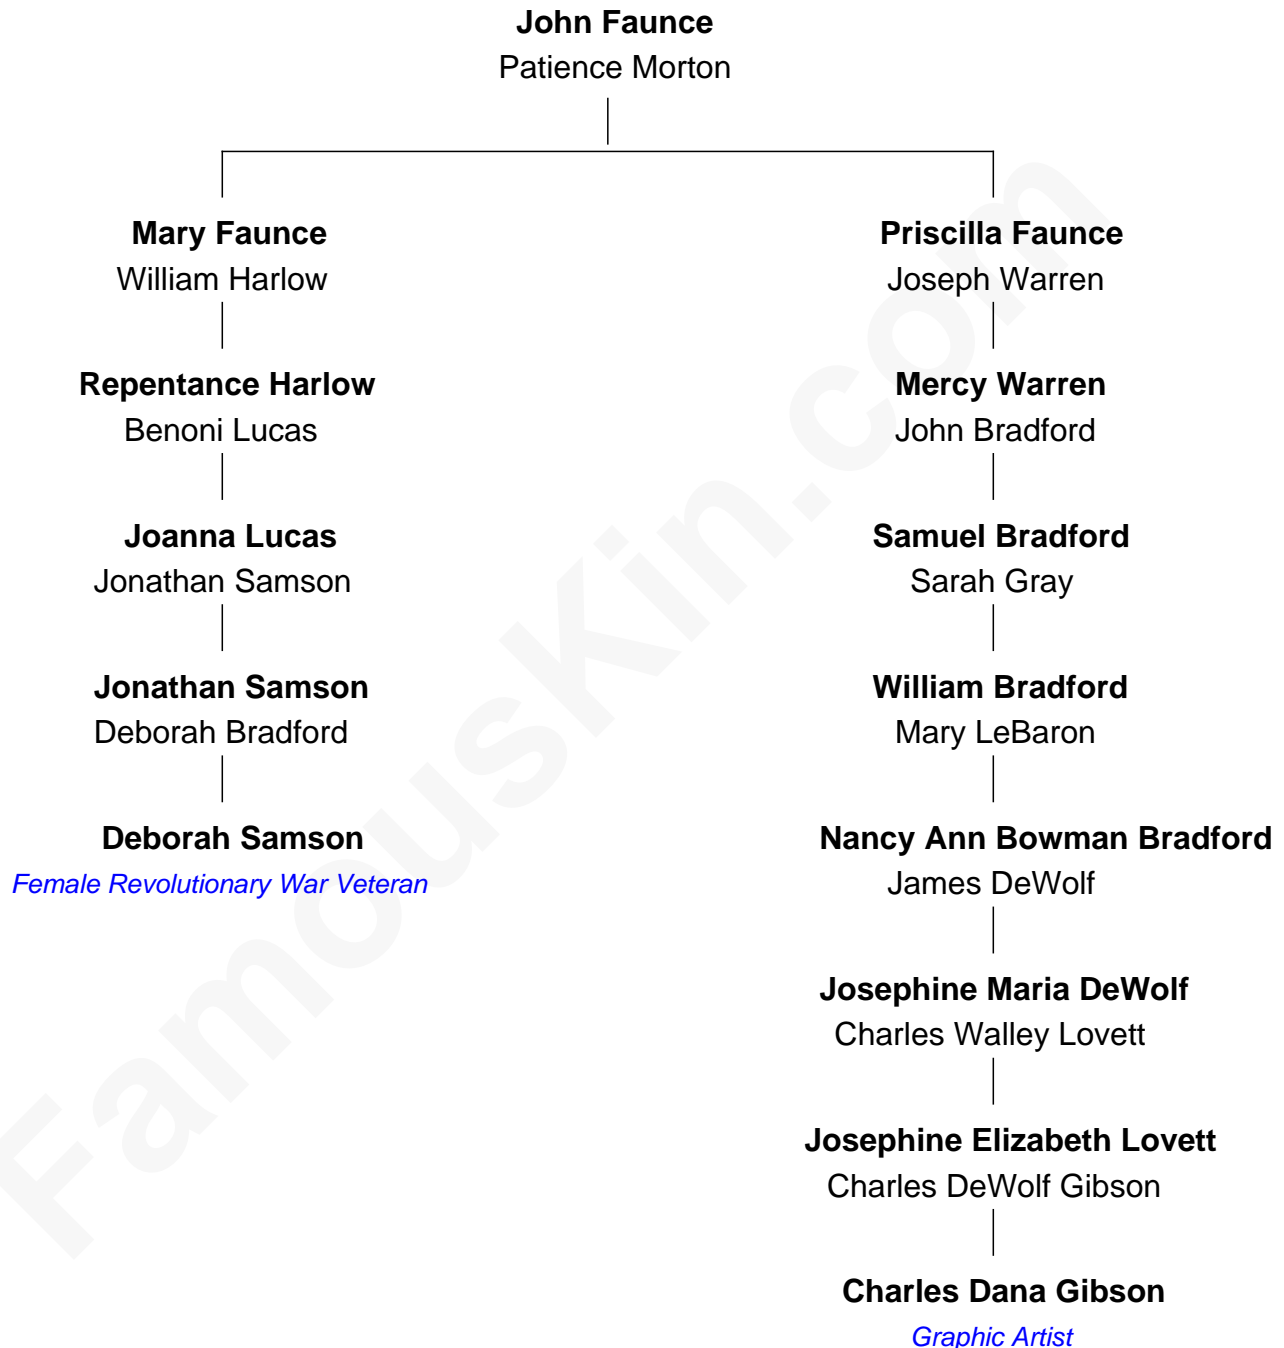 John Faunce
Patience Morton
Mary Faunce
William Harlow
Priscilla Faunce
Joseph Warren
Repentance Harlow
Benoni Lucas
Mercy Warren
John Bradford
Joanna Lucas
Jonathan Samson
Samuel Bradford
Sarah Gray
Jonathan Samson
Deborah Bradford
William Bradford
Mary LeBaron
Deborah Samson
Female Revolutionary War Veteran
Nancy Ann Bowman Bradford
James DeWolf
Josephine Maria DeWolf
Charles Walley Lovett
Josephine Elizabeth Lovett
Charles DeWolf Gibson
Charles Dana Gibson
Graphic Artist
FamousKin.com